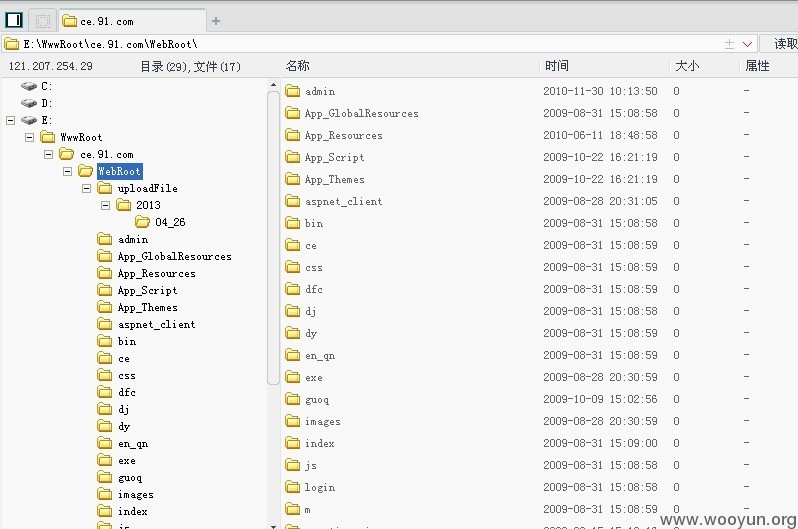 ce.91.com
E:\WwwRoot\ce.91.com\WebRoot\
读取
121.207.254.29 目录(29),文件(17) 名称 时间 大小 属性
C:
D:
E:
WwwRoot
ce.91.com
WebRoot
uploadFile
2013
04_26
admin
App_GlobalResources
App_Resources
App_Script
App_Themes
aspnet_client
bin
ce
css
dfc
dj
dy
en_qn
exe
guoq
images
index
js
admin 2010-11-30 10:13:50 0 -
App_GlobalResources 2009-08-31 15:08:58 0 -
App_Resources 2010-06-11 18:48:58 0 -
App_Script 2009-10-22 16:21:19 0 -
App_Themes 2009-10-22 16:21:19 0 -
aspnet_client 2009-08-28 20:31:05 0 -
bin 2009-08-31 15:08:58 0 -
ce 2009-08-31 15:08:59 0 -
css 2009-08-31 15:08:59 0 -
dfc 2009-08-31 15:08:59 0 -
dj 2009-08-31 15:08:58 0 -
dy 2009-08-31 15:08:59 0 -
en_qn 2009-08-31 15:08:59 0 -
exe 2009-08-28 20:30:59 0 -
guoq 2009-10-09 15:02:56 0 -
images 2009-08-28 20:30:59 0 -
index 2009-08-31 15:09:00 0 -
js 2009-08-31 15:08:58 0 -
login 2009-08-31 15:08:58 0 -
m 2009-08-31 15:08:59 0 -
www.wooyun.org